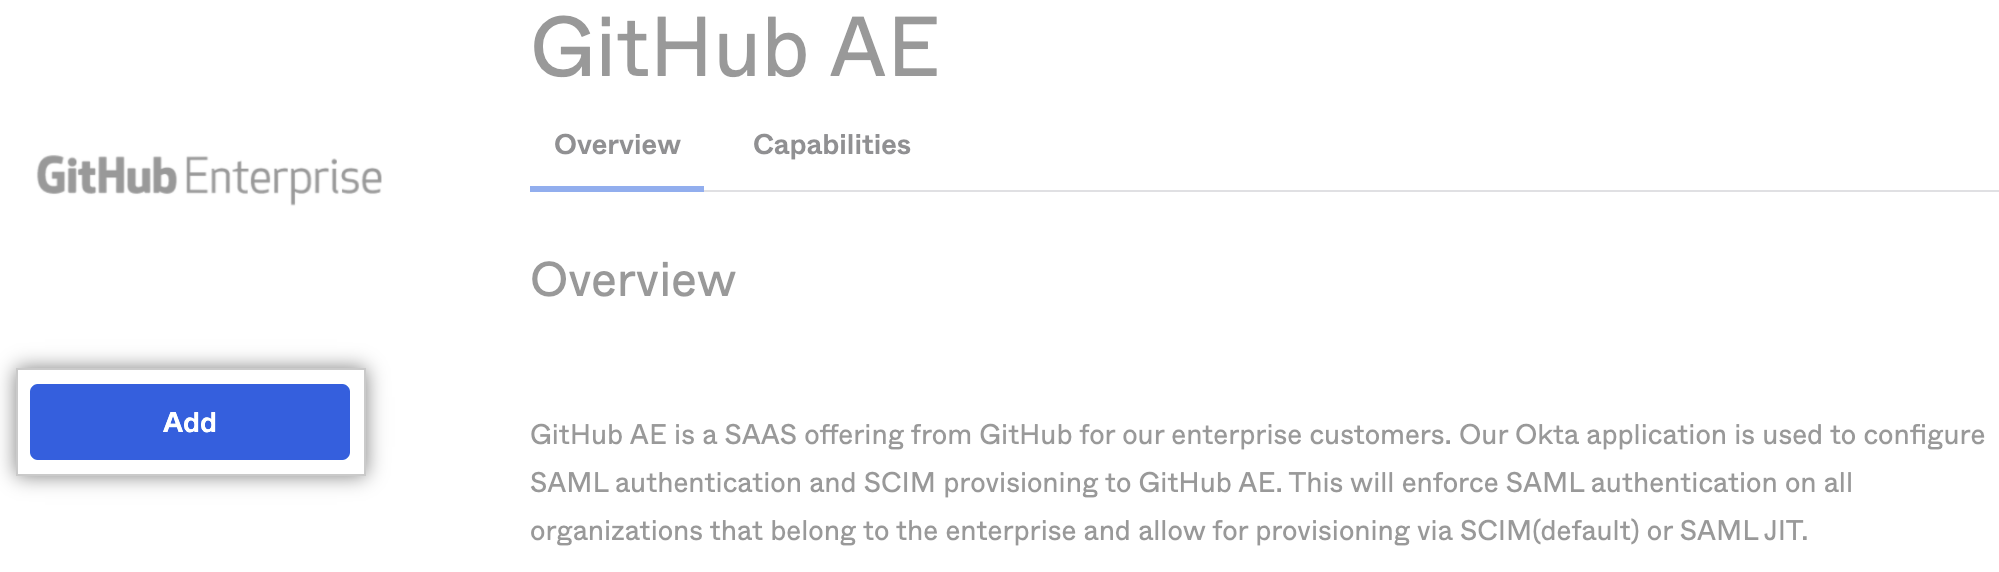 GitHub AE
Overview
Capabilities
GitHub Enterprise
Overview
Add
GitHub AE is a SAAS offering from GitHub for our enterprise customers. Our Okta application is used to configure
SAML authentication and SCIM provisioning to GitHub AE. This will enforce SAML authentication on all
organizations that belong to the enterprise and allow for provisioning via SCIM(default) or SAML JIT.